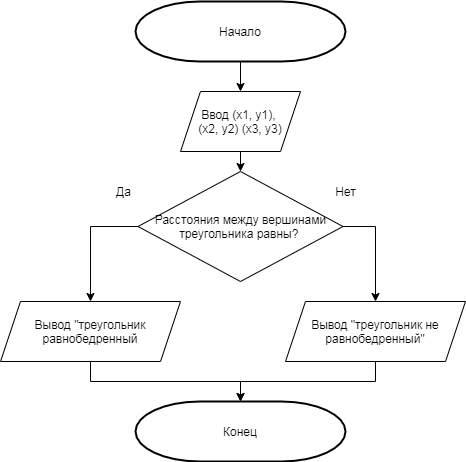 Начало
Ввод (x1, y1),
(x2, y2) (x3, y3)
Да
Нет
Расстояния между вершинами
треугольника равны?
Вывод "треугольник
равнобедренный
Вывод "треугольник не
равнобедренный"
Конец